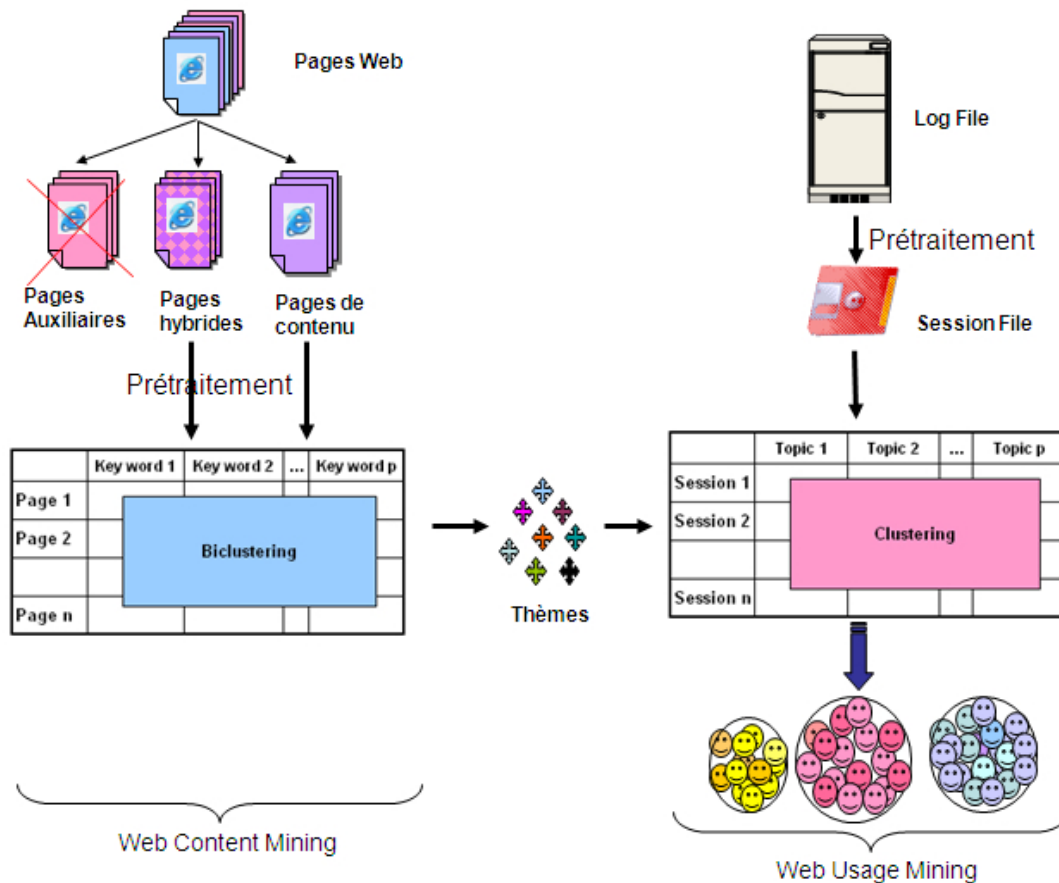 Pages Web
Pages
Auxiliaires
Pages
hybrides
Pages de
contenu
Prétraitement
Key word 1 Key word 2 ... Key word p
Page 1
Page 2
Page n
Biclustering
Web Content Mining
Thèmes
Log File
Prétraitement
Session File
Topic 1 Topic 2 ... Topic p
Session 1
Session 2
Session n
Clustering
Web Usage Mining